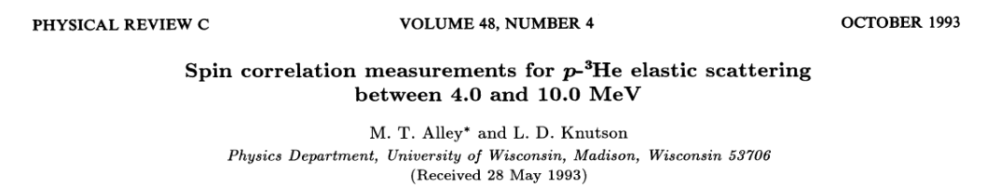 PHYSICAL REVIEW C VOLUME 48, NUMBER 4 OCTOBER 1993
Spin correlation measurements for p-³He elastic scattering
between 4.0 and 10.0 MeV
M. T. Alley* and L. D. Knutson
Physics Department, University of Wisconsin, Madison, Wisconsin 53706
(Received 28 May 1993)